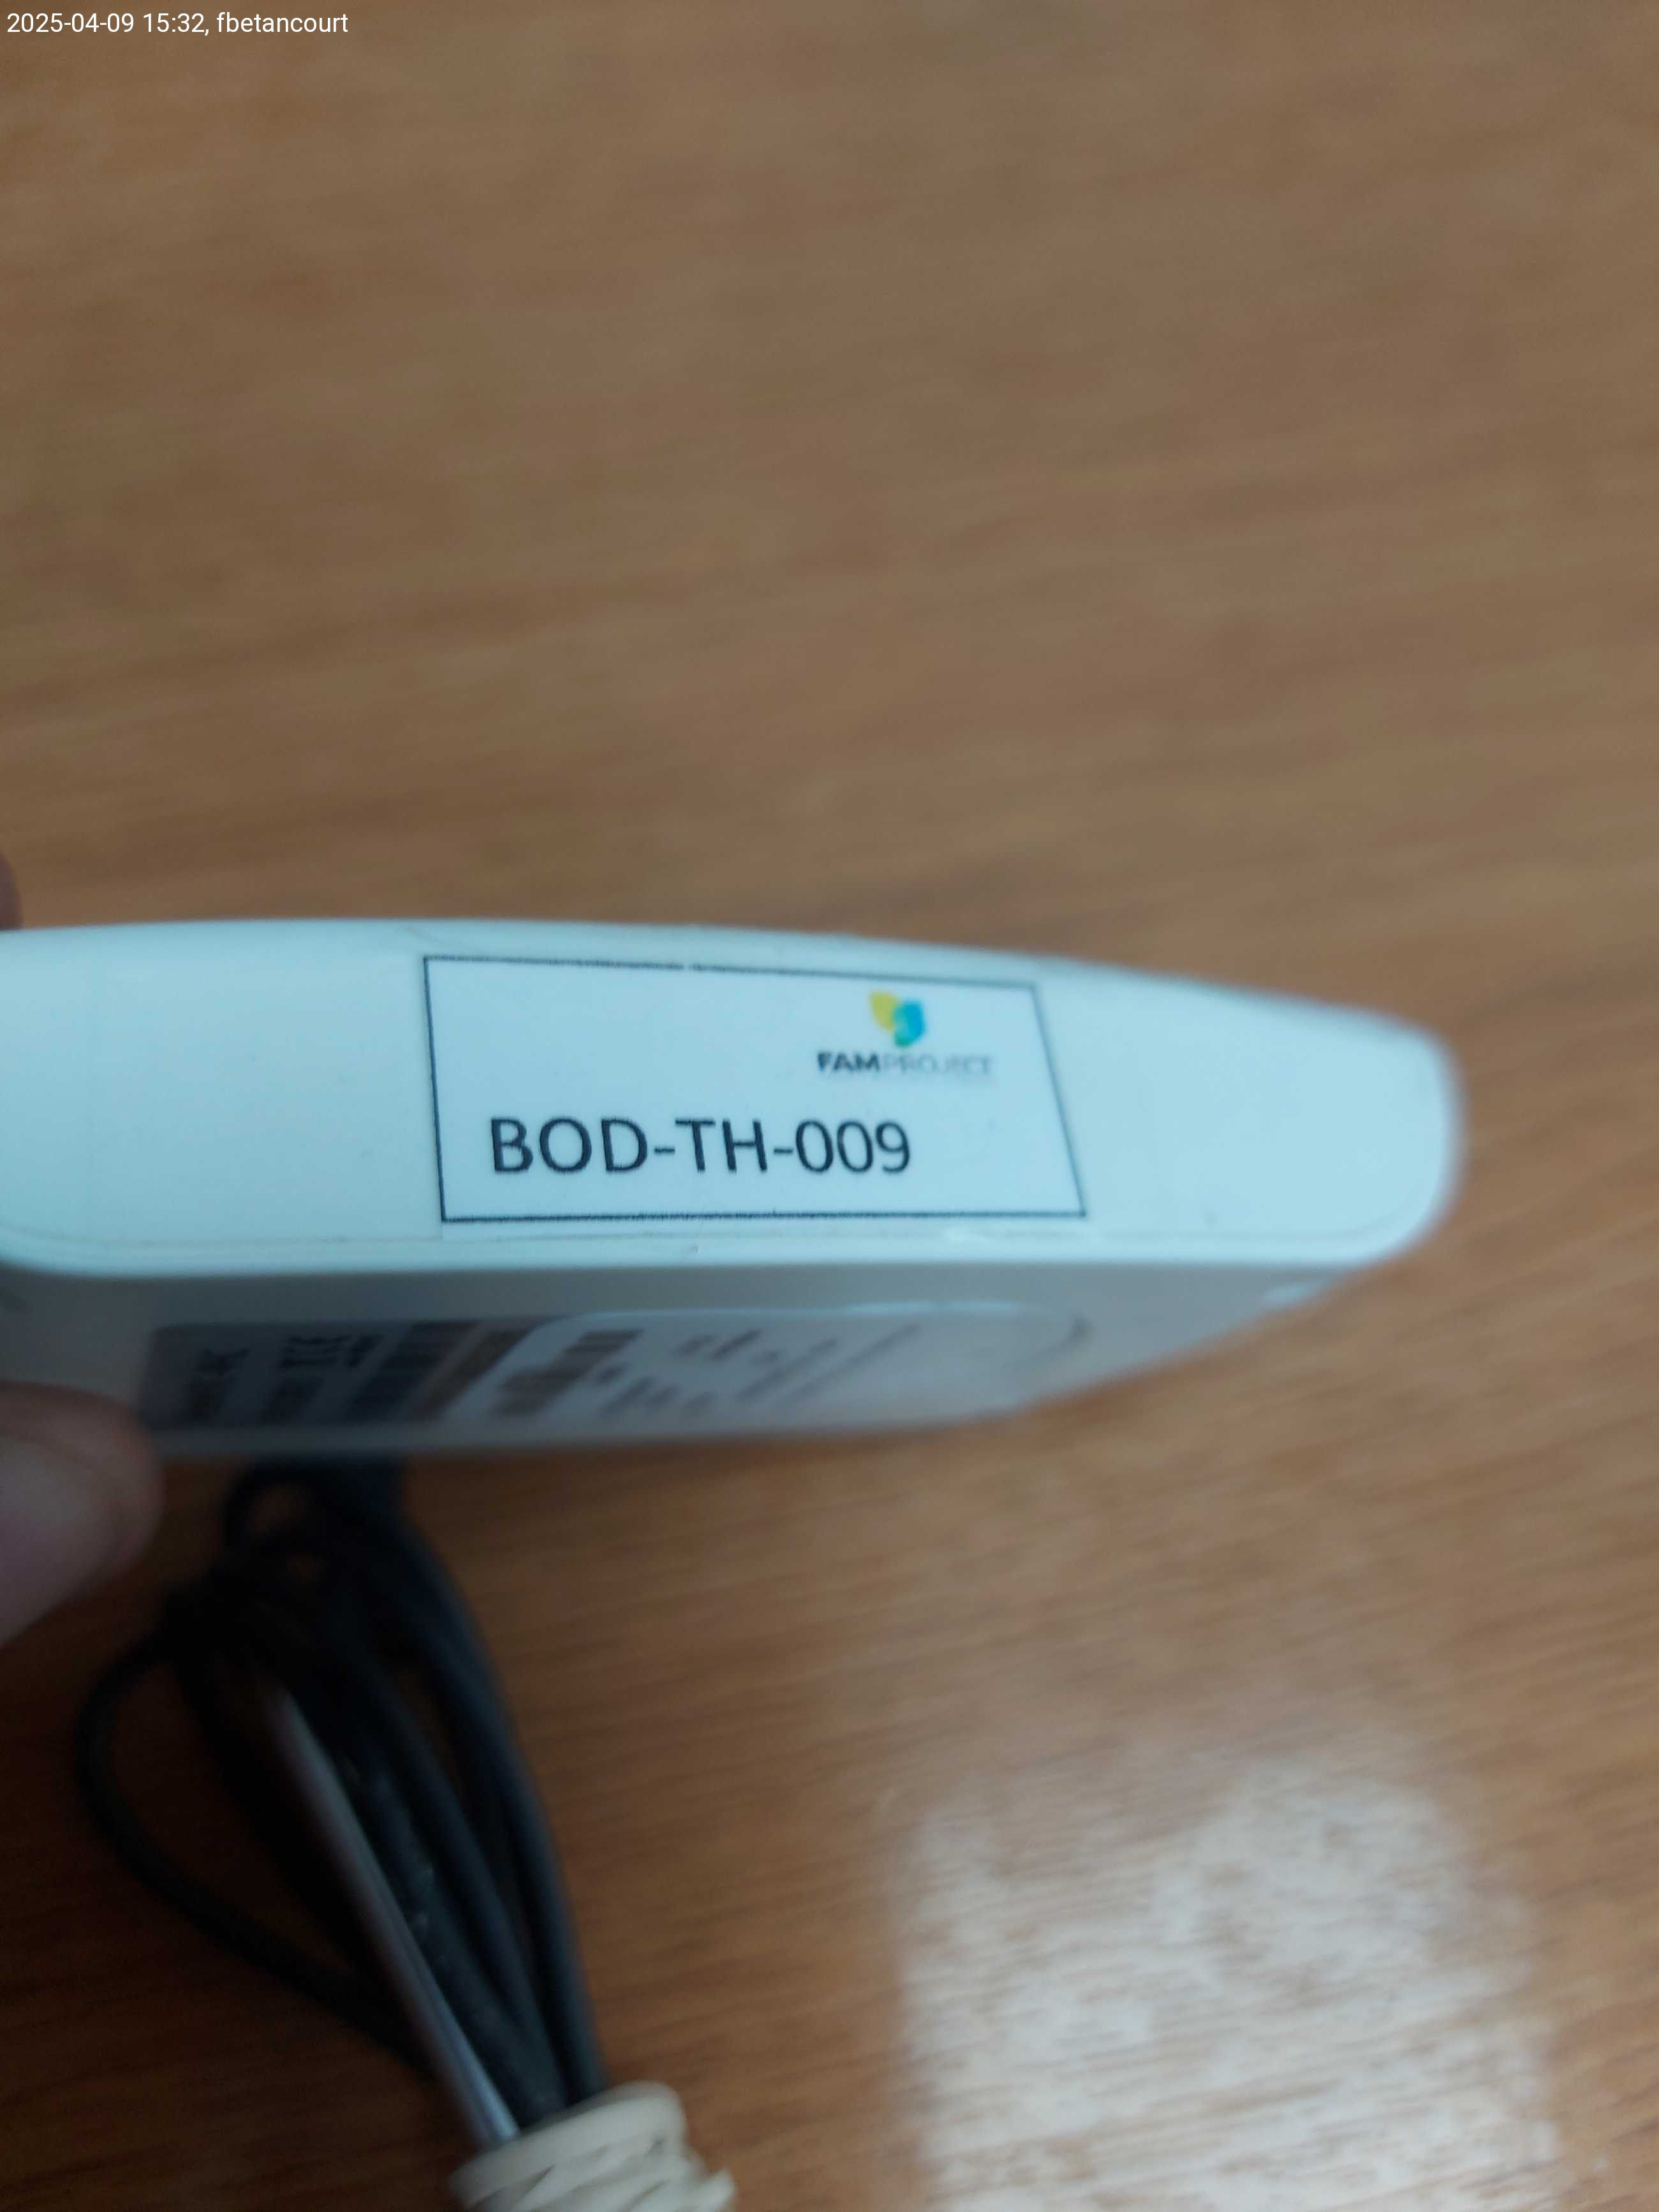 2025-04-09 15:32, fbetancourt
FAMPROJECT
BOD-TH-009